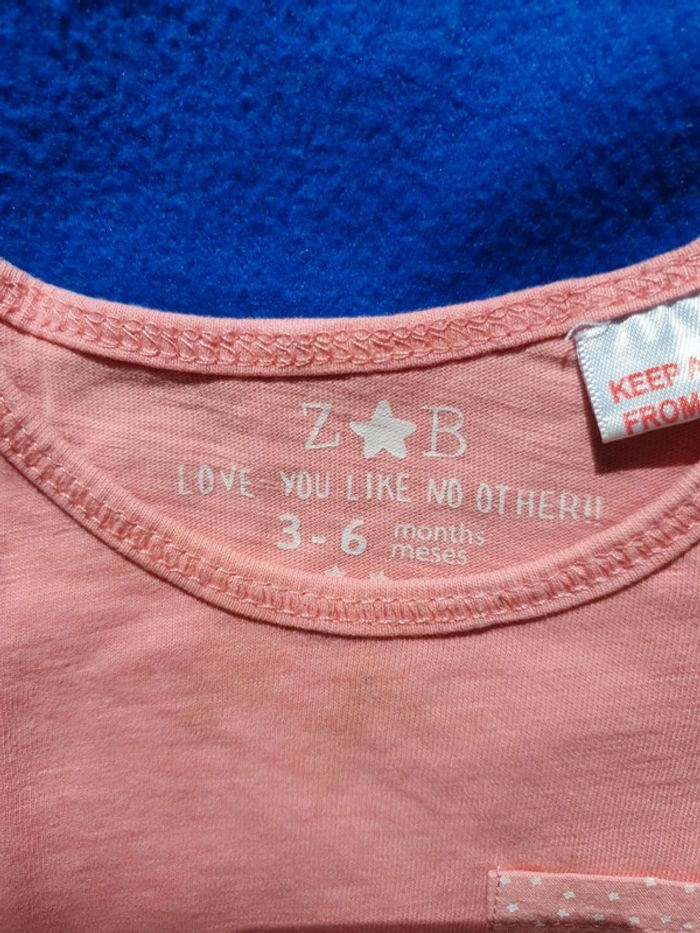 Z B
LOVE YOU LIKE NO OTHER!!
3 - 6 months
meses
KEEP
FROM